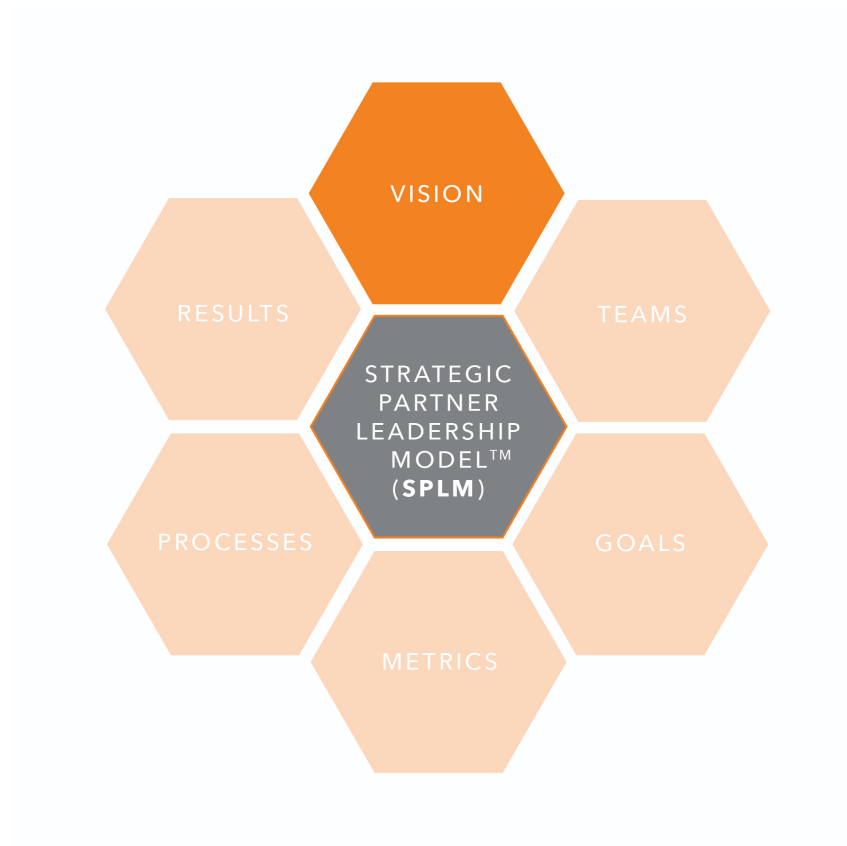 VISION
RESULTS
TEAMS
STRATEGIC
PARTNER
LEADERSHIP
MODEL™
(SPLM)
PROCESSES
GOALS
METRICS